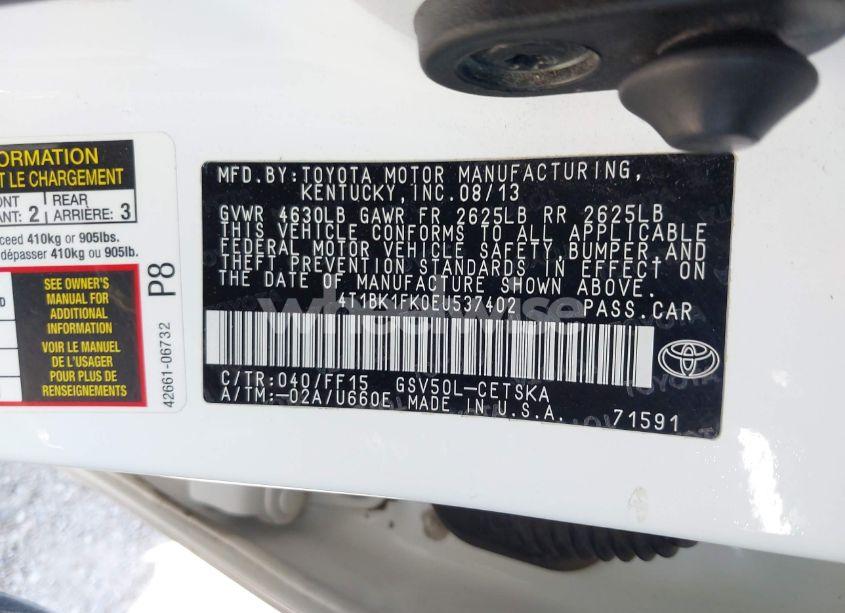 ORMATION
T LE CHARGEMENT
ONT
ANT: 2
REAR
ARRIÈRE: 3
ceed 410kg or 905lbs.
dépasser 410kg ou 905lb.
SEE OWNER'S
MANUAL FOR
ADDITIONAL
INFORMATION
VOIR LE MANUEL
DE L'USAGER
POUR PLUS DE
RENSEIGNEMENTS
P8
42661-06732
MFD.BY:TOYOTA MOTOR MANUFACTURING,
KENTUCKY,INC.08/13
GVWR 4630LB GAWR FR 2625LB RR 2625LB
THIS VEHICLE CONFORMS TO ALL APPLICABLE
FEDERAL MOTOR VEHICLE SAFETY,BUMPER,AND
THEFT PREVENTION STANDARDS IN EFFECT ON
THE DATE OF MANUFACTURE SHOWN ABOVE.
4T1BK1FK0EU537402 PASS.CAR
C/TR:040/FF15 GSV50L-CETSKA
A/TM:-02A/U660E MADE IN U.S.A.
71591